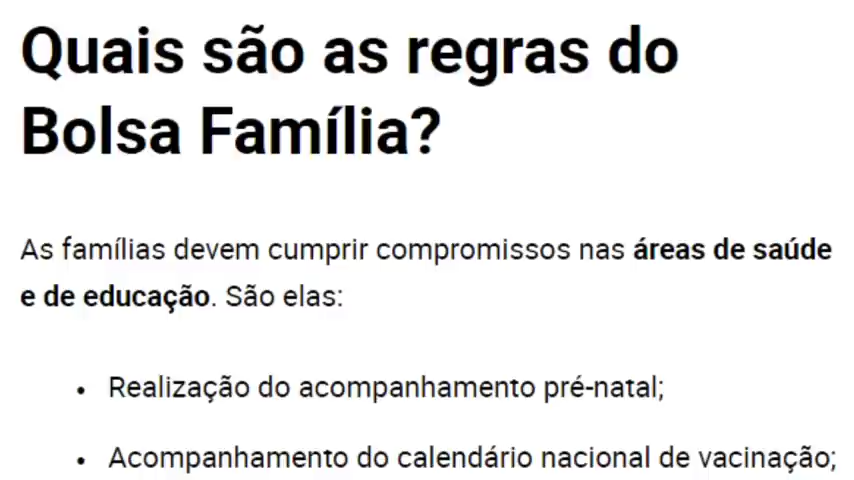 Quais são as regras do
Bolsa Família?
As famílias devem cumprir compromissos nas áreas de saúde
e de educação. São elas:
• Realização do acompanhamento pré-natal;
• Acompanhamento do calendário nacional de vacinação;